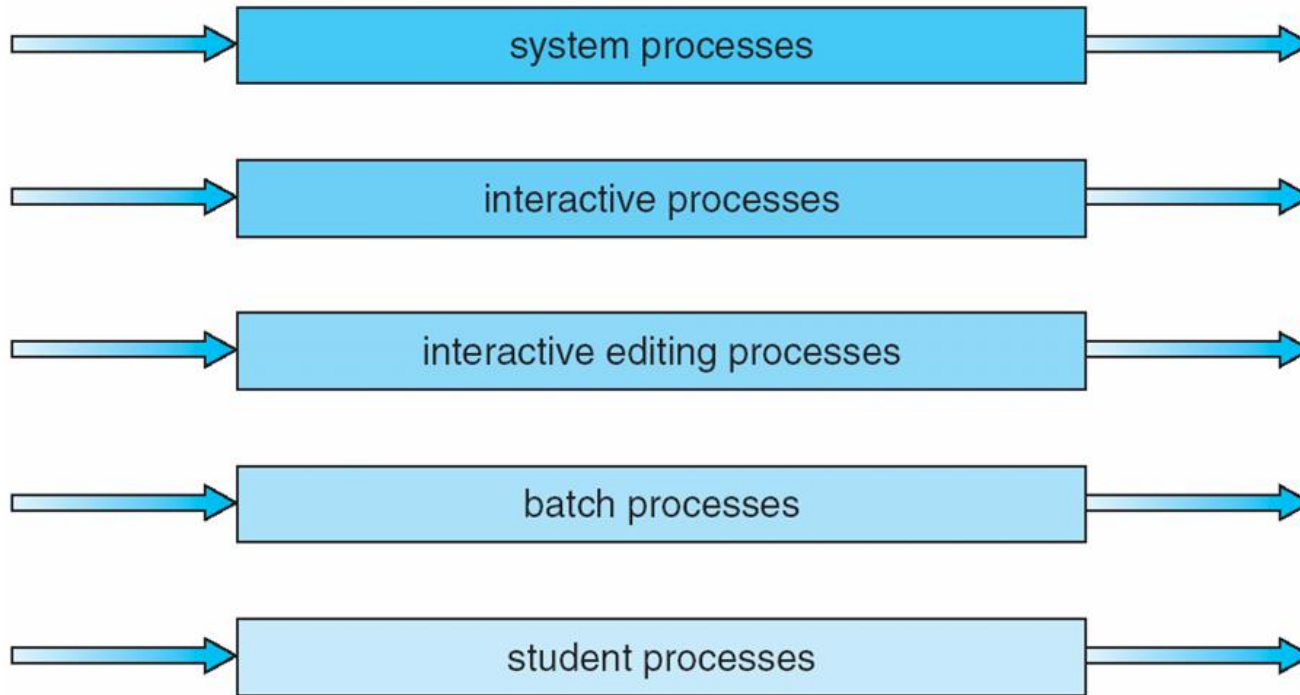 system processes
interactive processes
interactive editing processes
batch processes
student processes